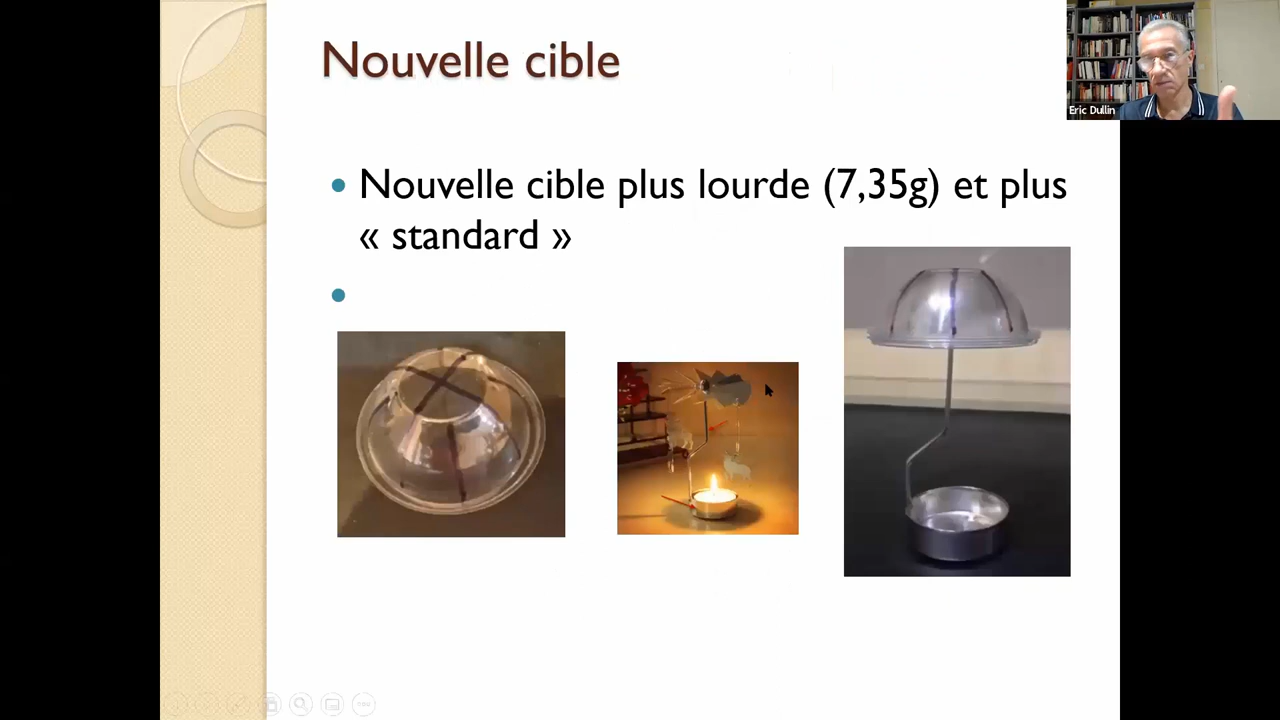 Nouvelle cible
Eric Dullin
Nouvelle cible plus lourde (7,35g) et plus
« standard »